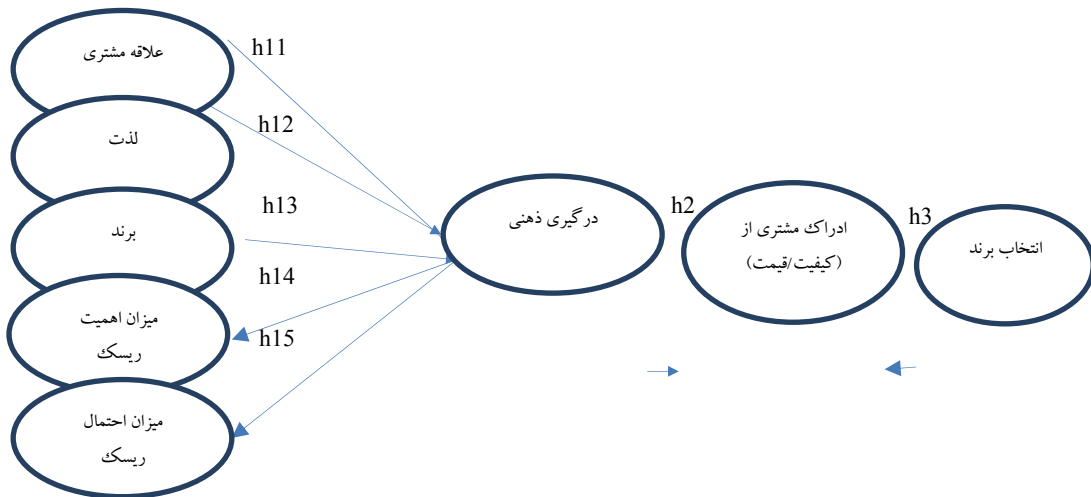 علاقه مشتری
لذت
برند
میزان اهمیت
ریسک
میزان احتمال
ریسک
h11
h12
h13
h14
h15
درگیری ذهنی
h2
ادراک مشتری از
(کیفیت/قیمت)
h3
انتخاب برند